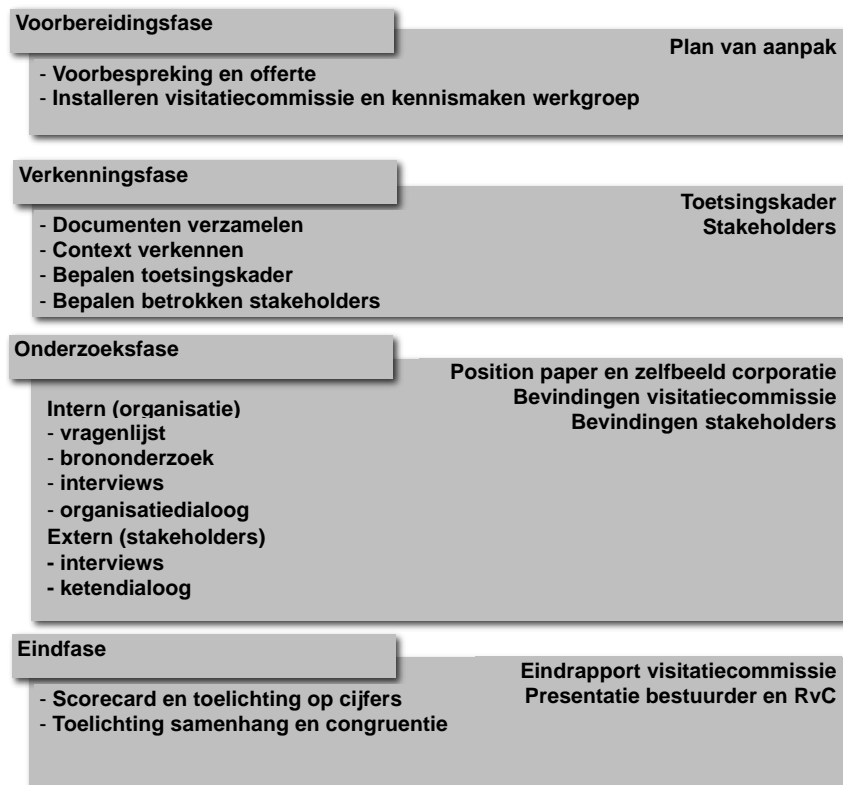 Voorbereidingsfase
Plan van aanpak
- Voorbespreking en offerte
- Installeren visitatiecommissie en kennismaken werkgroep
Verkenningsfase
Toetsingskader
Stakeholders
- Documenten verzamelen
- Context verkennen
- Bepalen toetsingskader
- Bepalen betrokken stakeholders
Onderzoeksfase
Position paper en zelfbeeld corporatie
Bevindingen visitatiecommissie
Bevindingen stakeholders
Intern (organisatie)
- vragenlijst
- brononderzoek
- interviews
- organisatiedialoog
Extern (stakeholders)
- interviews
- ketendialoog
Eindfase
Eindrapport visitatiecommissie
Presentatie bestuurder en RvC
- Scorecard en toelichting op cijfers
- Toelichting samenhang en congruentie